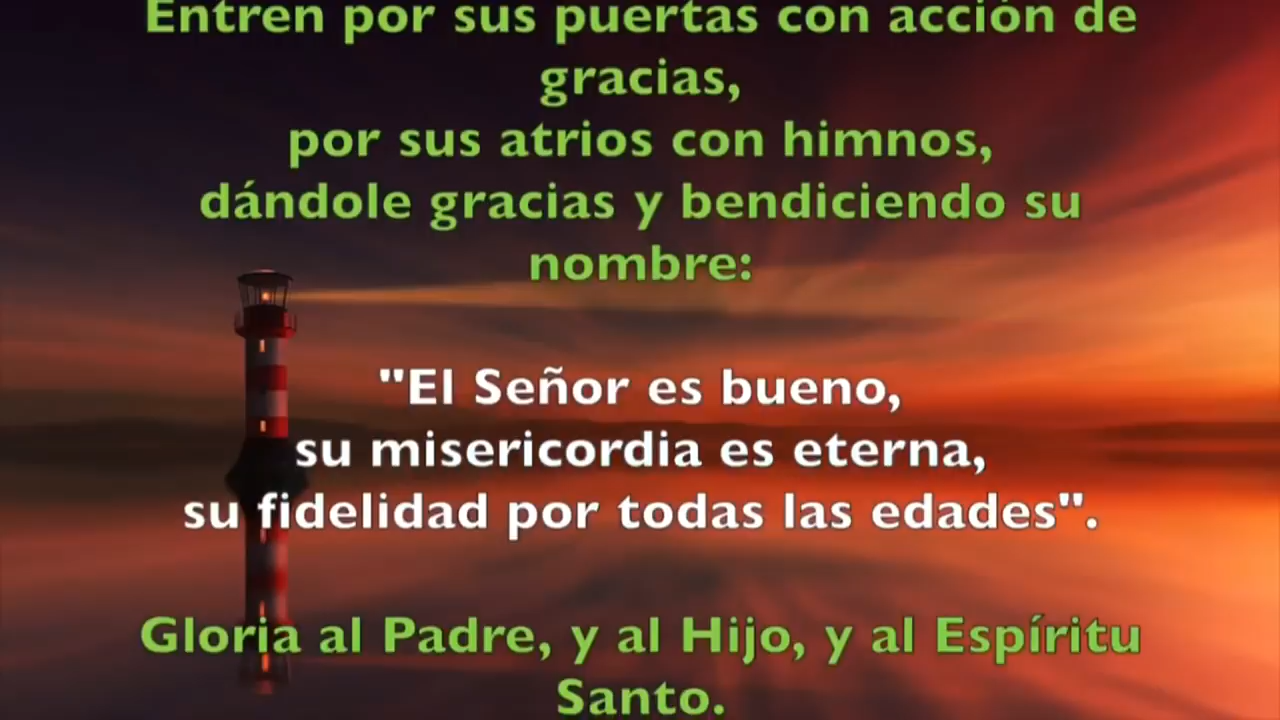 Entren por sus puertas con acción de
gracias,
por sus atrios con himnos,
dándole gracias y bendiciendo su
nombre:
"El Señor es bueno,
su misericordia es eterna,
su fidelidad por todas las edades".
Gloria al Padre, y al Hijo, y al Espíritu
Santo.